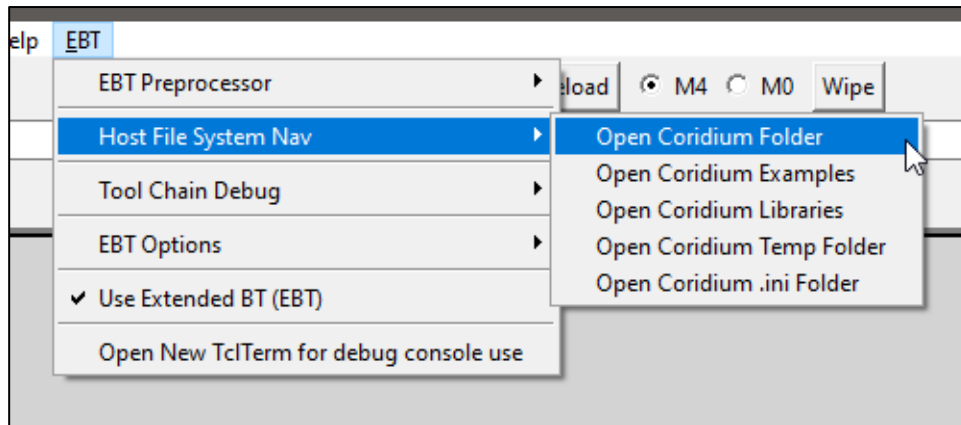 elp EBT
EBT Preprocessor
eload M4 M0 Wipe
Host File System Nav
Open Coridium Folder
Open Coridium Examples
Tool Chain Debug
Open Coridium Libraries
EBT Options
Open Coridium Temp Folder
Open Coridium .ini Folder
Use Extended BT (EBT)
Open New TclTerm for debug console use